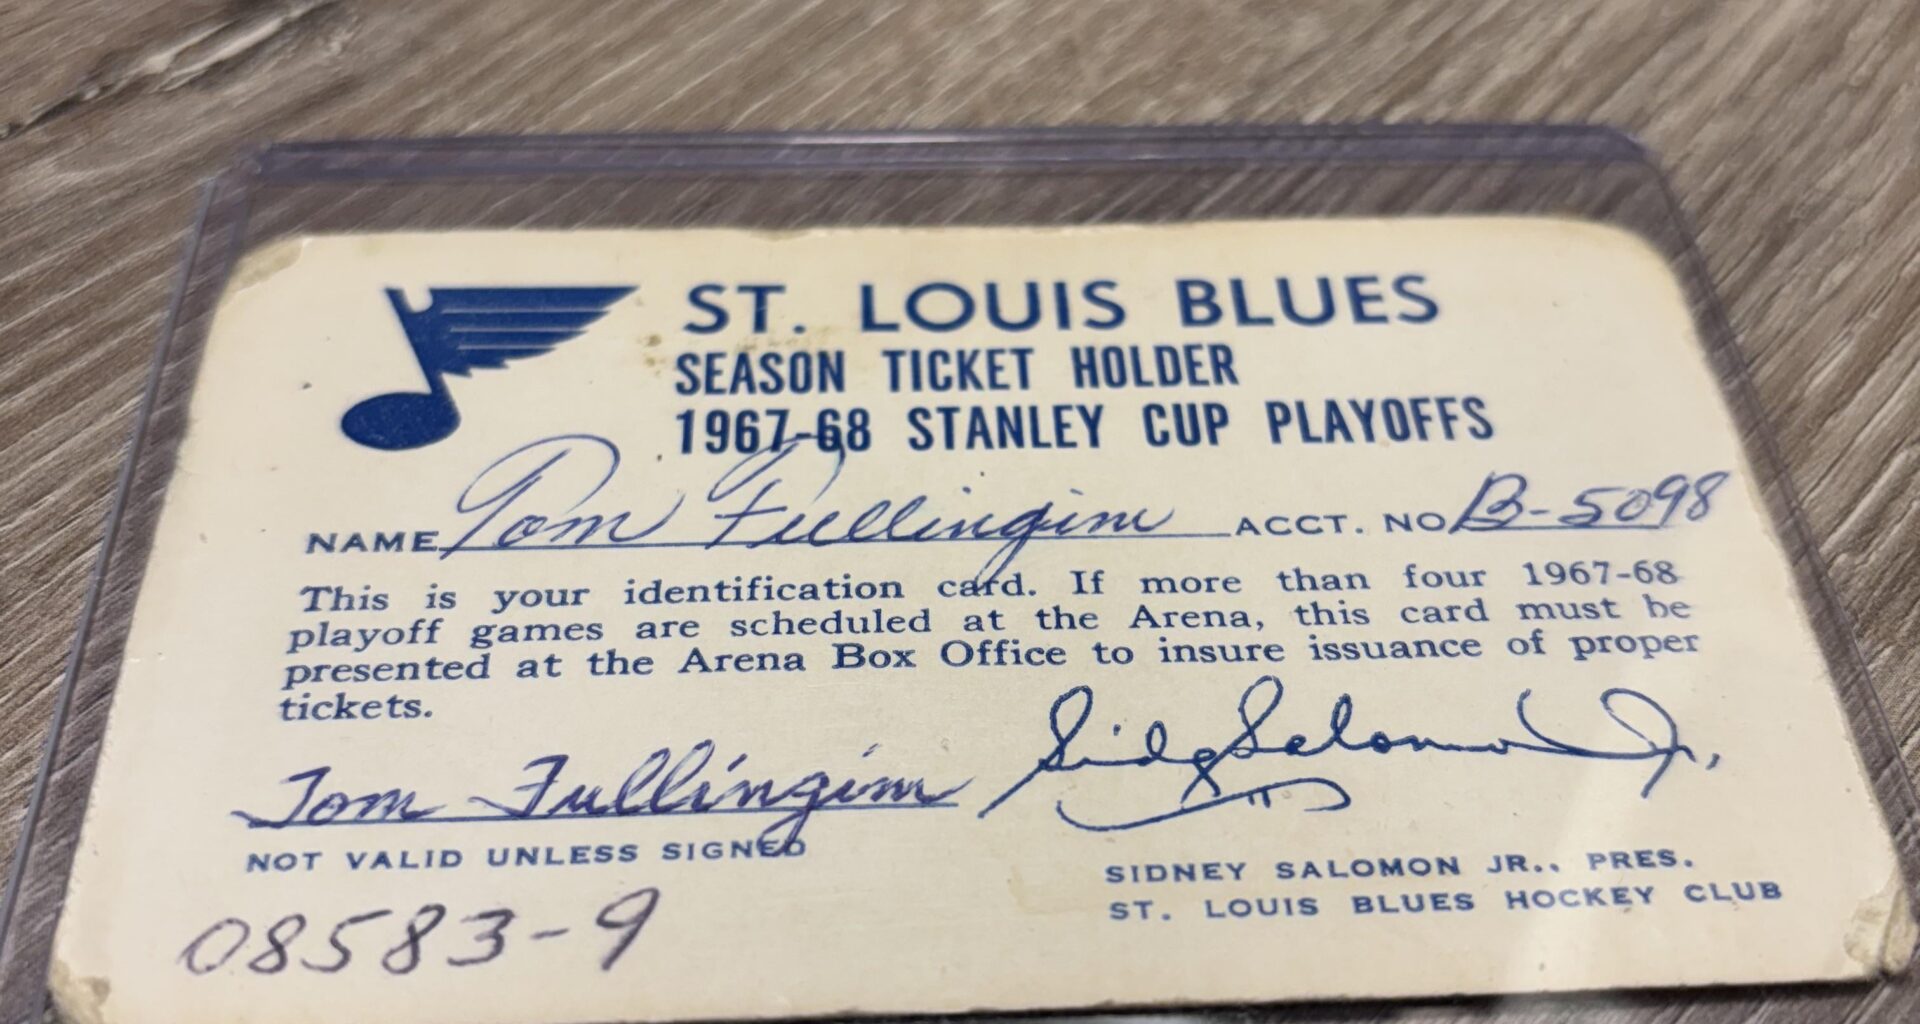 ST. LOUIS BLUES
SEASON TICKET HOLDER
1967-68 STANLEY CUP PLAYOFFS
NAME Tom Fullingim ACCT. NO B-5098
This is your identification card. If more than four 1967-68
playoff games are scheduled at the Arena, this card must be
presented at the Arena Box Office to insure issuance of proper
tickets.
Tom Fullingim Sid Salomon Jr.
NOT VALID UNLESS SIGNED
SIDNEY SALOMON JR., PRES.
ST. LOUIS BLUES HOCKEY CLUB
08583-9